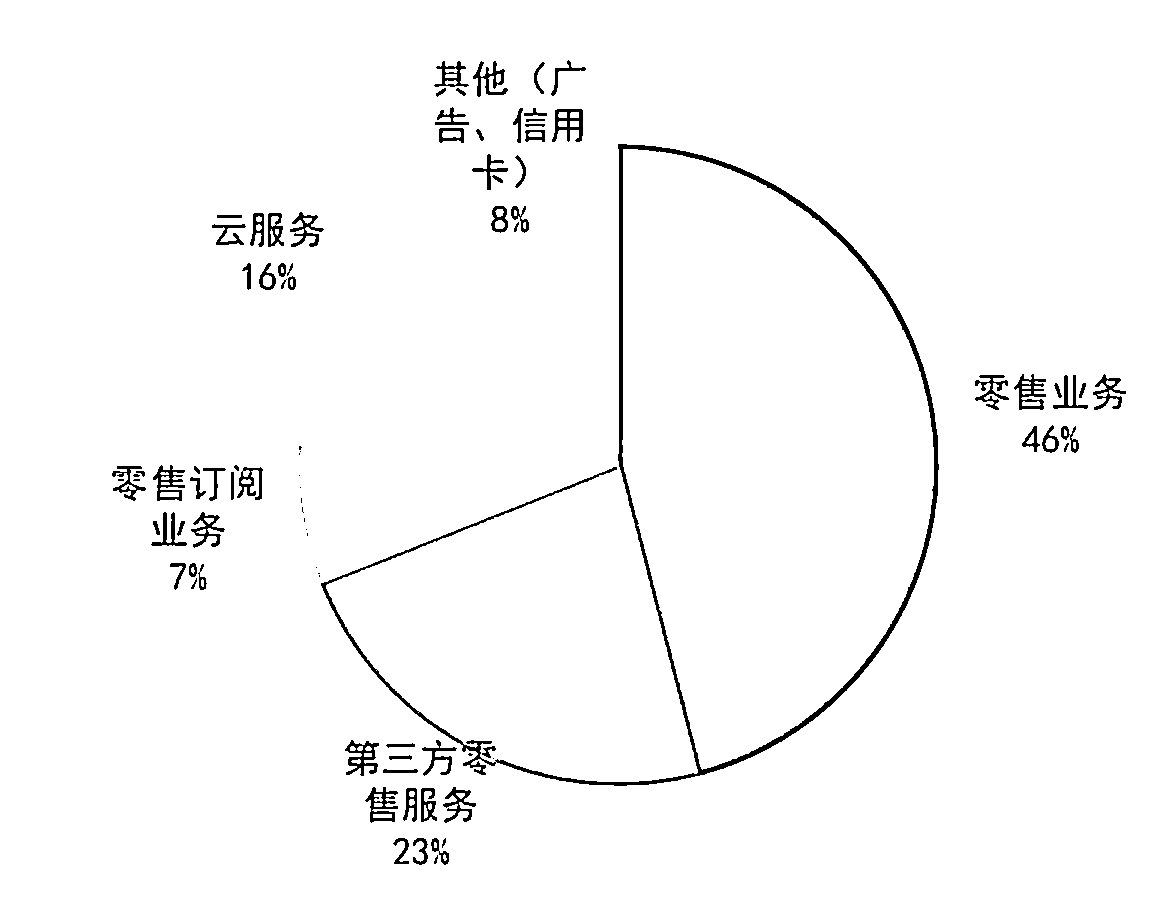 其他（广
告、信用
卡）
8%
云服务
16%
零售业务
46%
零售订阅
业务
7%
第三方零
售服务
23%